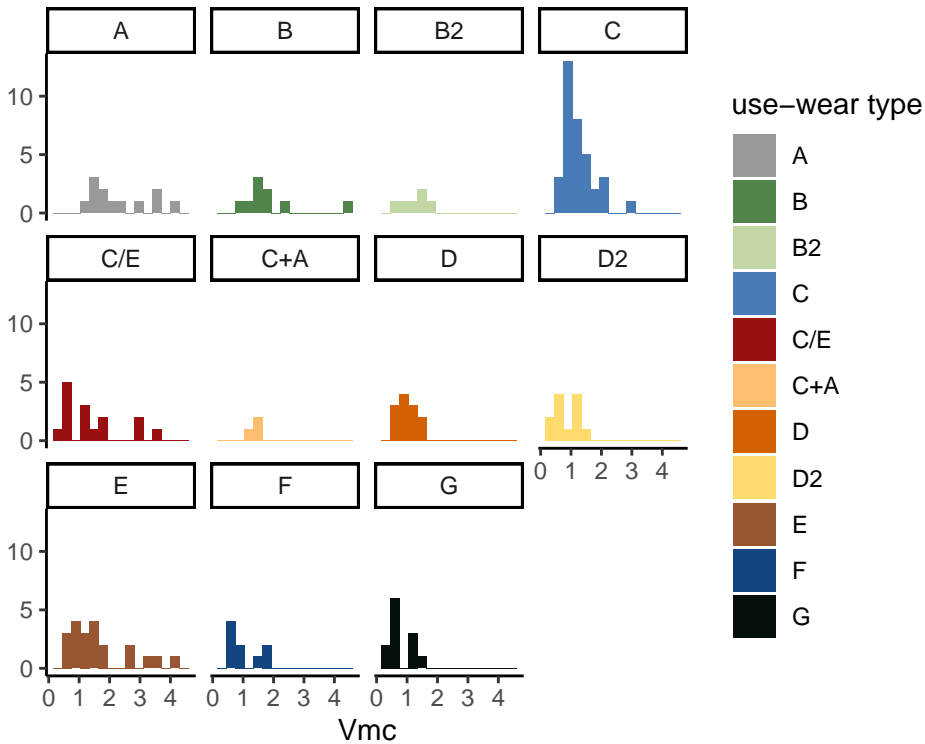 A B B2 C
10
5
0
C/E C+A D D2
10
5
0
0 1 2 3 4
E F G
10
5
0
0 1 2 3 4 0 1 2 3 4 0 1 2 3 4
Vmc
use−wear type
A
B
B2
C
C/E
C+A
D
D2
E
F
G